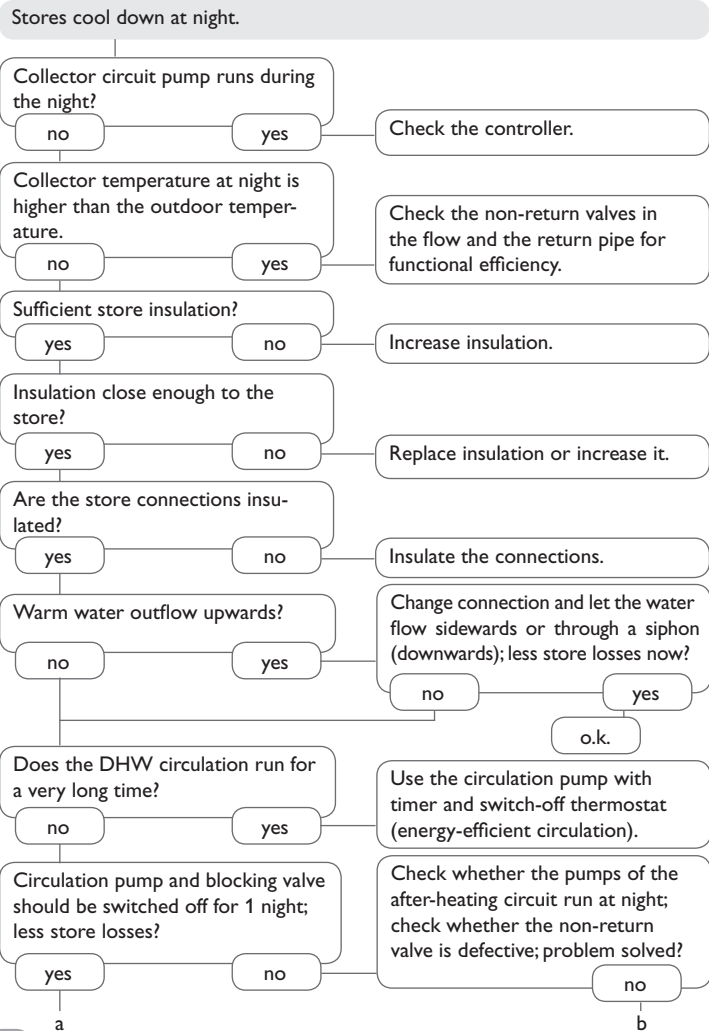 Stores cool down at night.
Collector circuit pump runs during
the night?
no
yes
Check the controller.
Collector temperature at night is
higher than the outdoor temper-
ature.
no
yes
Check the non-return valves in
the flow and the return pipe for
functional efficiency.
Sufficient store insulation?
yes
no
Increase insulation.
Insulation close enough to the
store?
yes
no
Replace insulation or increase it.
Are the store connections insu-
lated?
yes
no
Insulate the connections.
Warm water outflow upwards?
no
yes
Change connection and let the water
flow sidewards or through a siphon
(downwards); less store losses now?
no
yes
o.k.
Does the DHW circulation run for
a very long time?
no
yes
Use the circulation pump with
timer and switch-off thermostat
(energy-efficient circulation).
Circulation pump and blocking valve
should be switched off for 1 night;
less store losses?
yes
no
Check whether the pumps of the
after-heating circuit run at night;
check whether the non-return
valve is defective; problem solved?
no
a
b